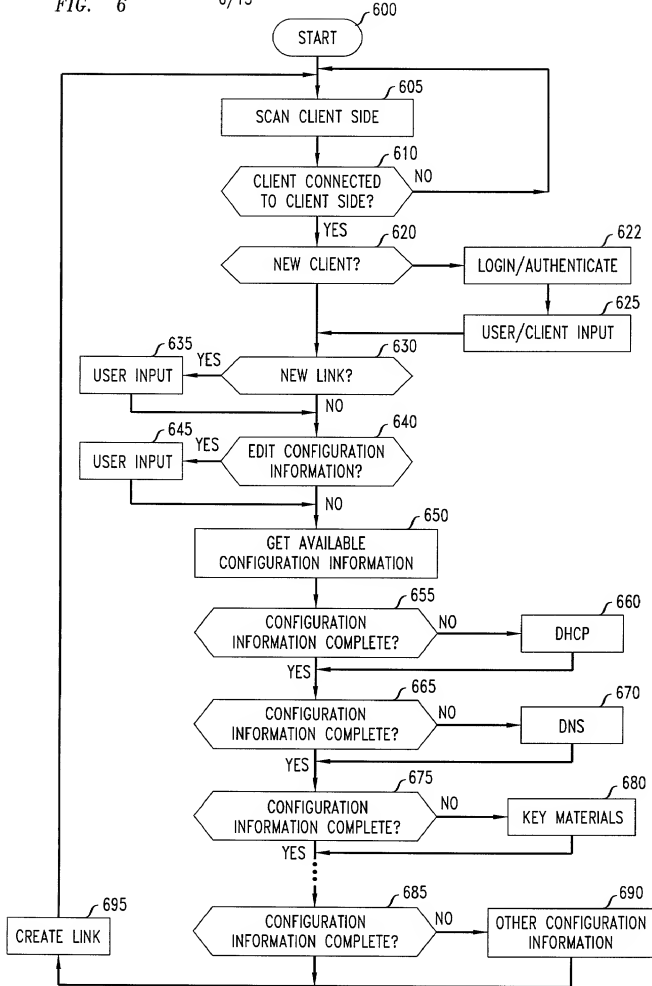 FIG. 6
6/15
600
START
605
SCAN CLIENT SIDE
610
CLIENT CONNECTED
TO CLIENT SIDE?
NO
YES
620
NEW CLIENT?
622
LOGIN/AUTHENTICATE
625
USER/CLIENT INPUT
635
USER INPUT
YES
630
NEW LINK?
NO
645
USER INPUT
YES
640
EDIT CONFIGURATION
INFORMATION?
NO
650
GET AVAILABLE
CONFIGURATION INFORMATION
655
CONFIGURATION
INFORMATION COMPLETE?
NO
660
DHCP
YES
665
CONFIGURATION
INFORMATION COMPLETE?
NO
670
DNS
YES
675
CONFIGURATION
INFORMATION COMPLETE?
NO
680
KEY MATERIALS
YES
685
CONFIGURATION
INFORMATION COMPLETE?
NO
690
OTHER CONFIGURATION
INFORMATION
695
CREATE LINK